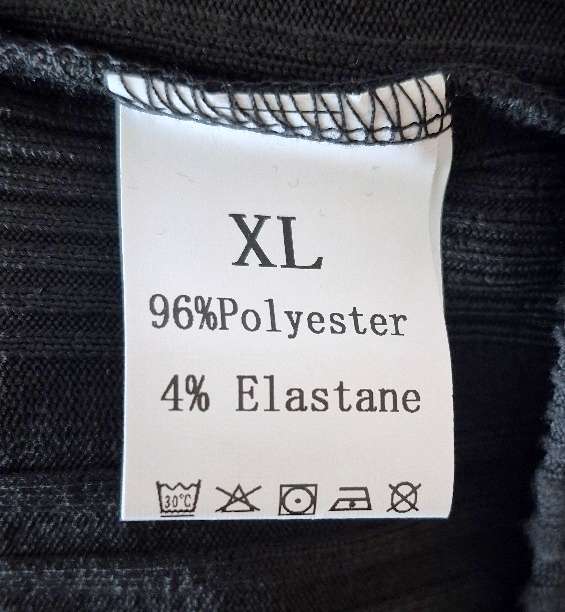 XL
96%Polyester
4% Elastane
30°C